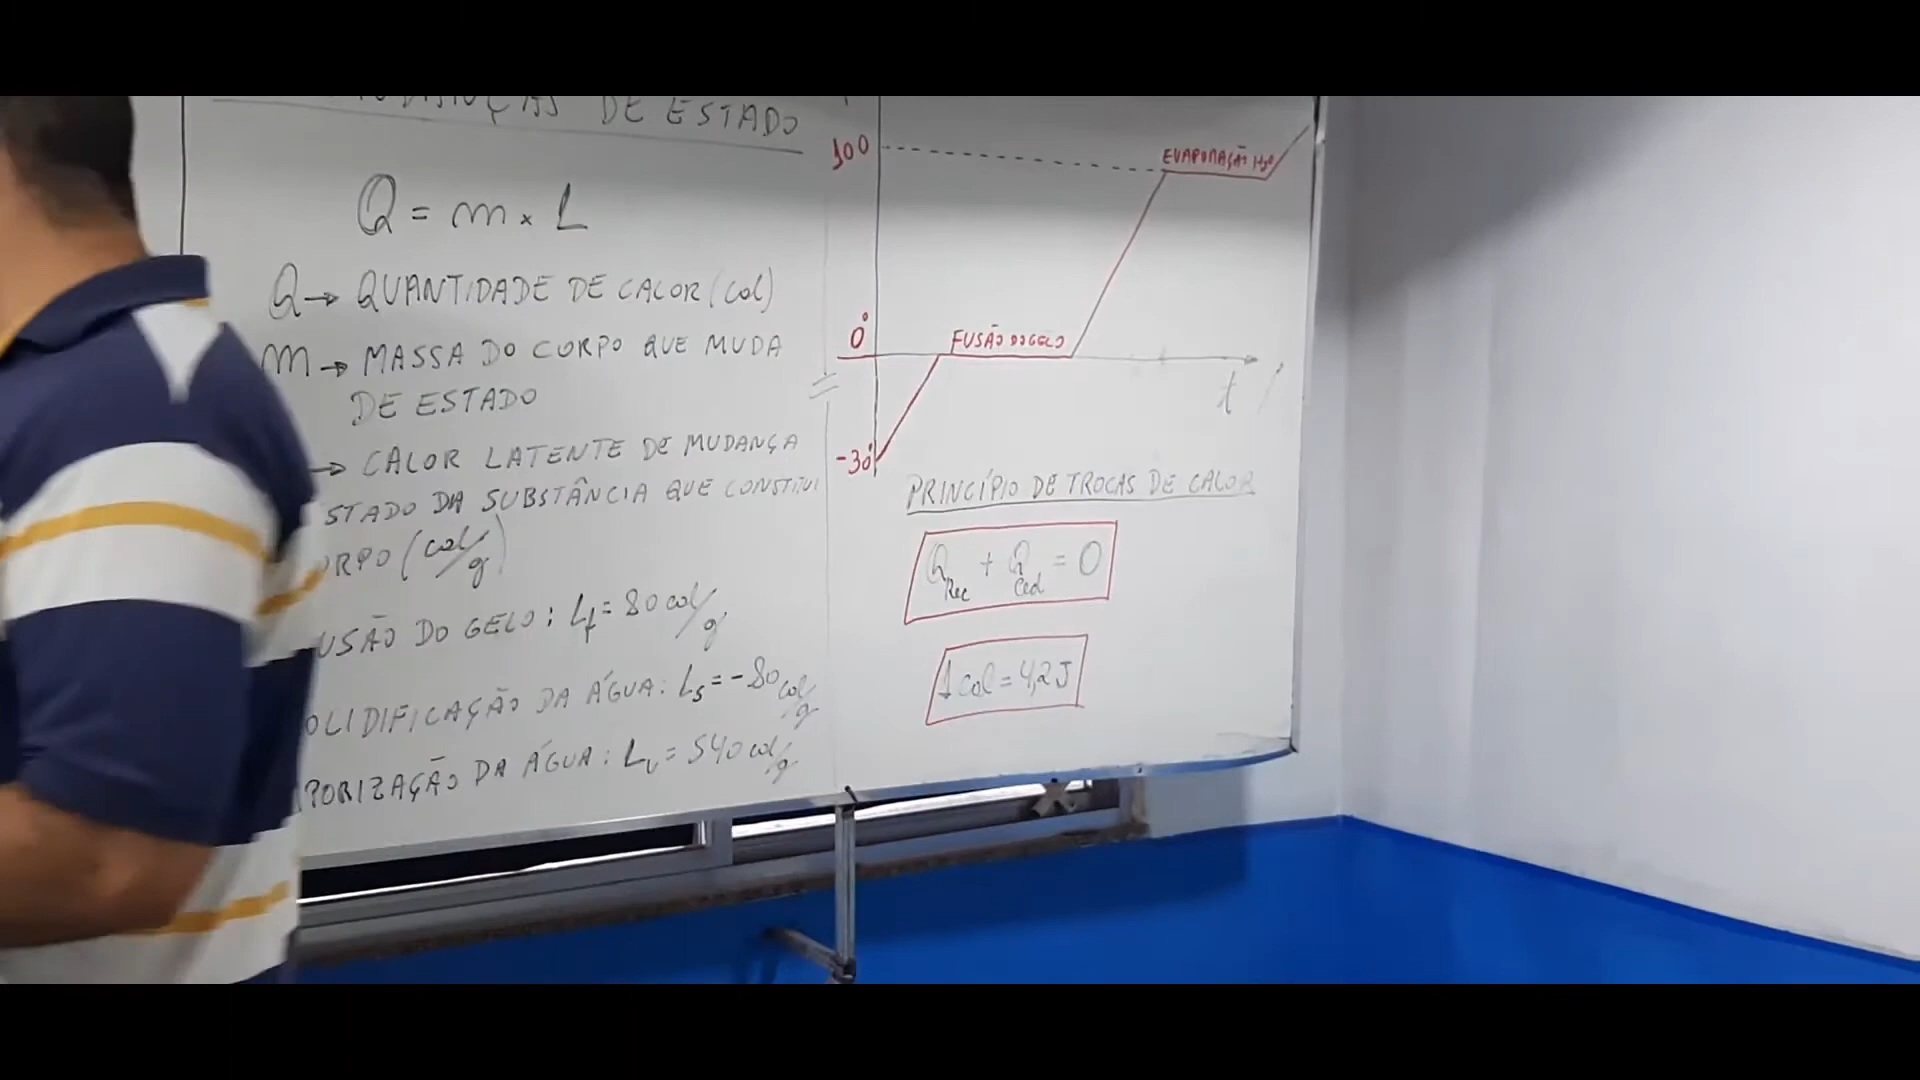 DE ESTADO
Q = m x L
Q → QUANTIDADE DE CALOR (cal)
m → MASSA DO CORPO QUE MUDA
DE ESTADO
→ CALOR LATENTE DE MUDANÇA
STADO DA SUBSTÂNCIA QUE CONSTITUI
ORPO (cal/g)
USÃO DO GELO: Lf = 80 cal/g
OLIDIFICAÇÃO DA ÁGUA: Ls = -80 cal/g
PORIZAÇÃO DA ÁGUA: Lv = 540 cal/g
100
EVAPORAÇÃO H2O
0°
FUSÃO DO GELO
t
-30°
PRINCÍPIO DE TROCAS DE CALOR
QRec + QCed = 0
1 cal = 4,2 J